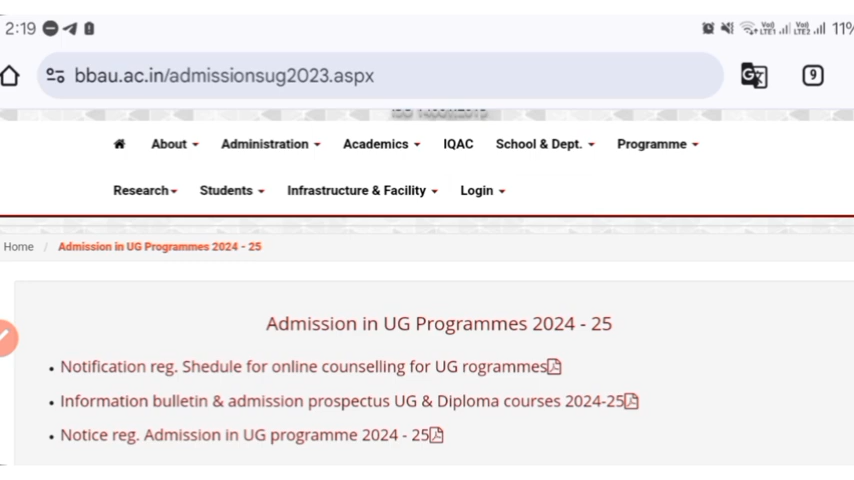 2:19
11%
bbau.ac.in/admissionsug2023.aspx
9
About Administration Academics IQAC School & Dept. Programme
Research Students Infrastructure & Facility Login
Home / Admission in UG Programmes 2024 - 25
Admission in UG Programmes 2024 - 25
• Notification reg. Shedule for online counselling for UG rogrammes
• Information bulletin & admission prospectus UG & Diploma courses 2024-25
• Notice reg. Admission in UG programme 2024 - 25